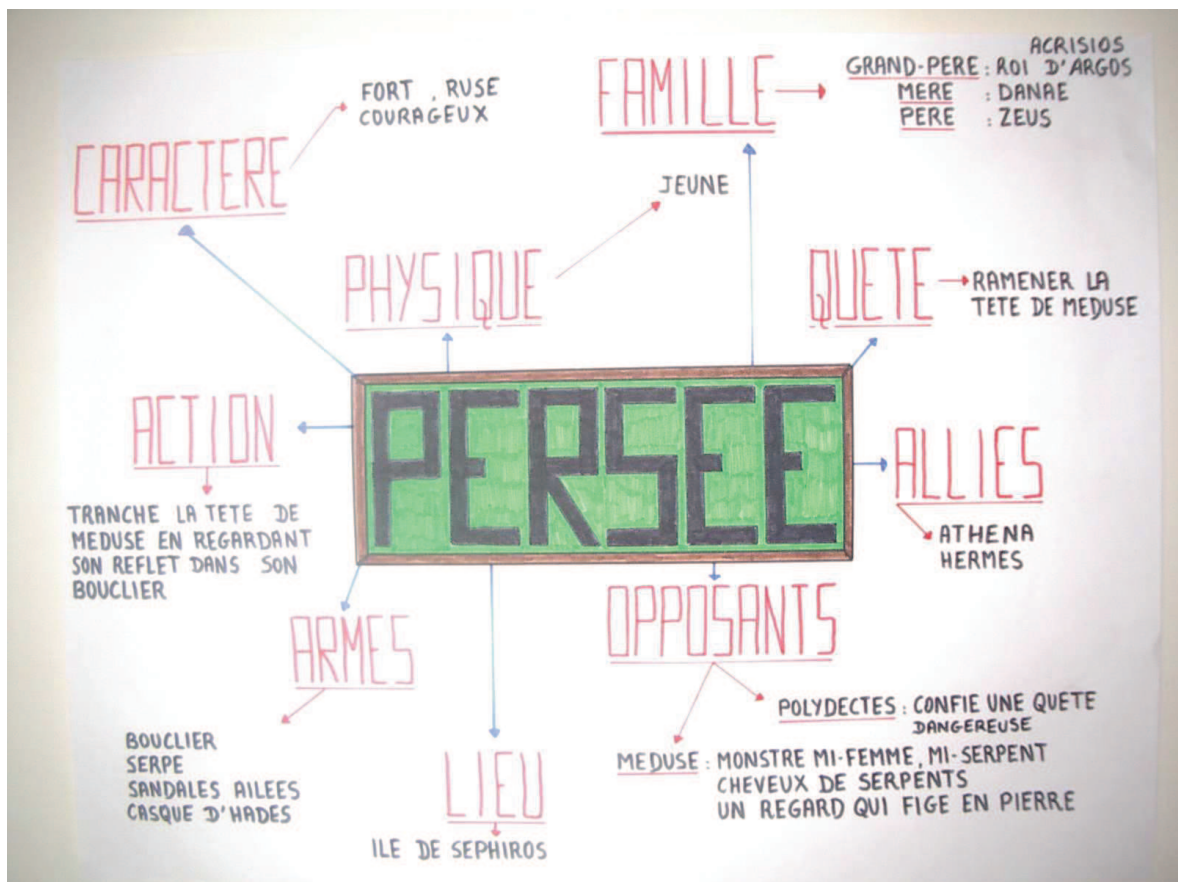 CARACTERE
FORT , RUSE
COURAGEUX
FAMILLE
ACRISIOS
GRAND-PERE : ROI D'ARGOS
MERE : DANAE
PERE : ZEUS
PHYSIQUE
JEUNE
QUETE
RAMENER LA
TETE DE MEDUSE
PERSEE
ACTION
TRANCHE LA TETE DE
MEDUSE EN REGARDANT
SON REFLET DANS SON
BOUCLIER
ALLIES
ATHENA
HERMES
ARMES
BOUCLIER
SERPE
SANDALES AILEES
CASQUE D'HADES
LIEU
ILE DE SEPHIROS
OPPOSANTS
POLYDECTES : CONFIE UNE QUETE
DANGEREUSE
MEDUSE : MONSTRE MI-FEMME, MI-SERPENT
CHEVEUX DE SERPENTS
UN REGARD QUI FIGE EN PIERRE